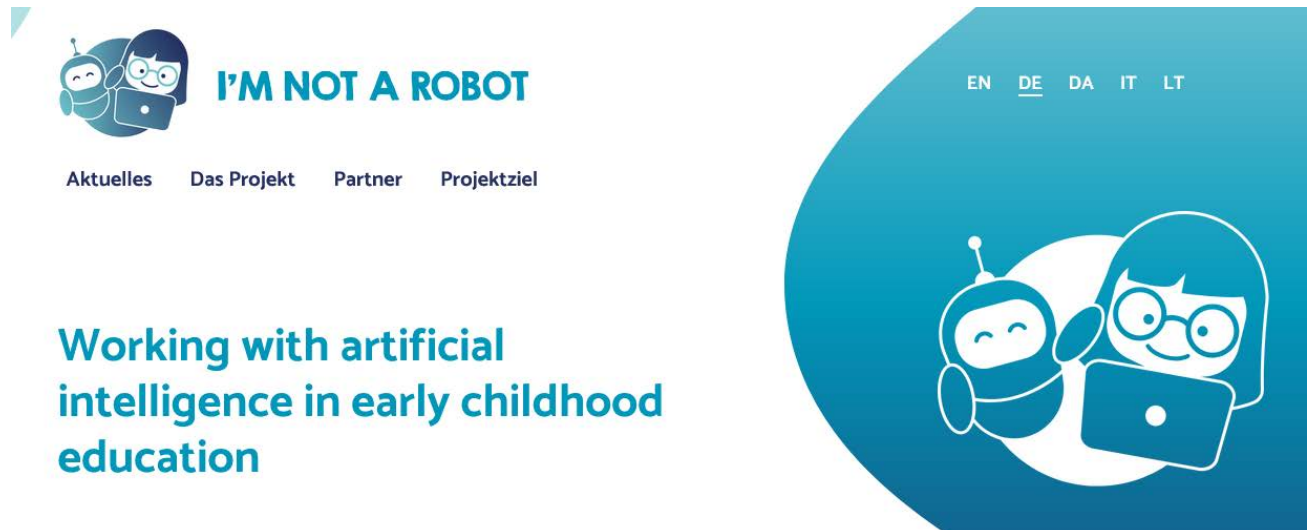 I'M NOT A ROBOT
EN DE DA IT LT
Aktuelles Das Projekt Partner Projektziel
Working with artificial
intelligence in early childhood
education